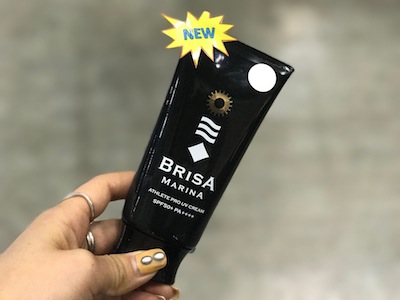 NEW
BRISA
MARINA
ATHLETE PRO UV CREAM
SPF50+ PA++++